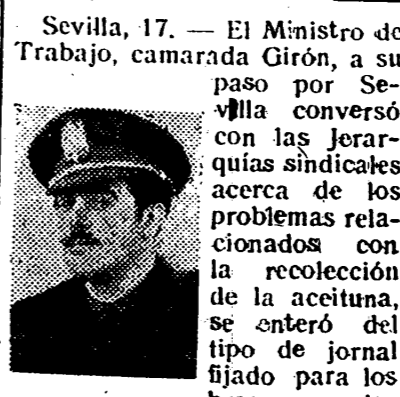 Sevilla, 17. — El Ministro de
Trabajo, camarada Girón, a su
paso por Se-
villa conversó
con las Jerar-
quías sindicales
acerca de los
problemas rela-
cionados con
la recolección
de la aceituna,
se enteró del
tipo de jornal
fijado para los